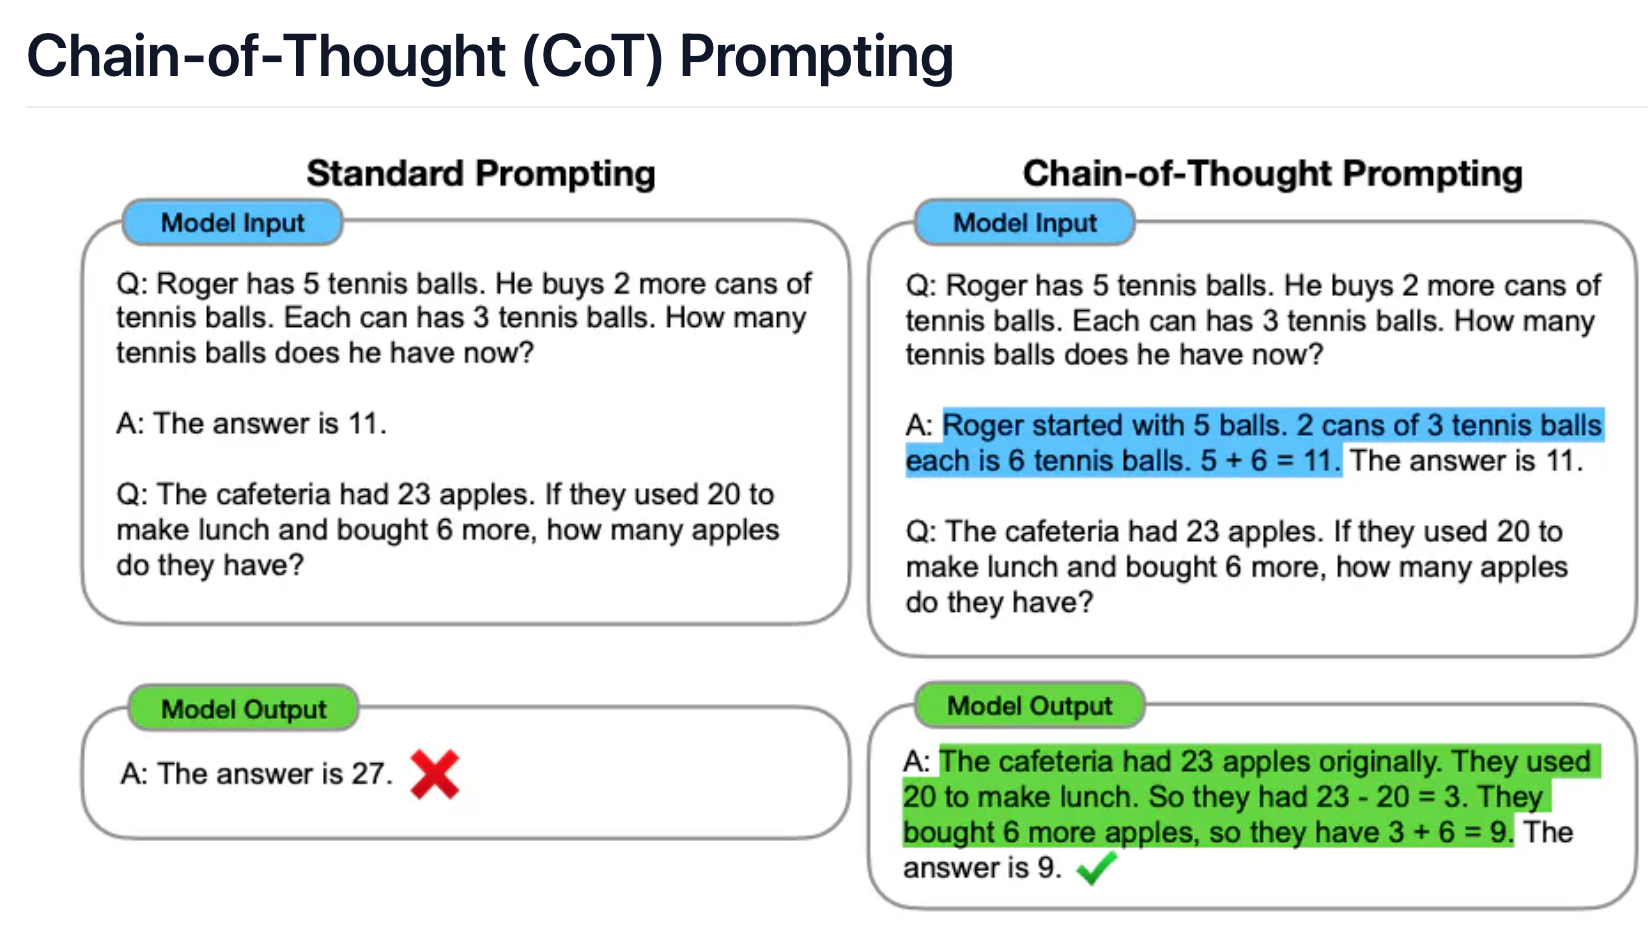 Chain-of-Thought (CoT) Prompting
Standard Prompting
Model Input
Q: Roger has 5 tennis balls. He buys 2 more cans of
tennis balls. Each can has 3 tennis balls. How many
tennis balls does he have now?
A: The answer is 11.
Q: The cafeteria had 23 apples. If they used 20 to
make lunch and bought 6 more, how many apples
do they have?
Model Output
A: The answer is 27.
Chain-of-Thought Prompting
Model Input
Q: Roger has 5 tennis balls. He buys 2 more cans of
tennis balls. Each can has 3 tennis balls. How many
tennis balls does he have now?
A: Roger started with 5 balls. 2 cans of 3 tennis balls
each is 6 tennis balls. 5 + 6 = 11. The answer is 11.
Q: The cafeteria had 23 apples. If they used 20 to
make lunch and bought 6 more, how many apples
do they have?
Model Output
A: The cafeteria had 23 apples originally. They used
20 to make lunch. So they had 23 - 20 = 3. They
bought 6 more apples, so they have 3 + 6 = 9. The
answer is 9.